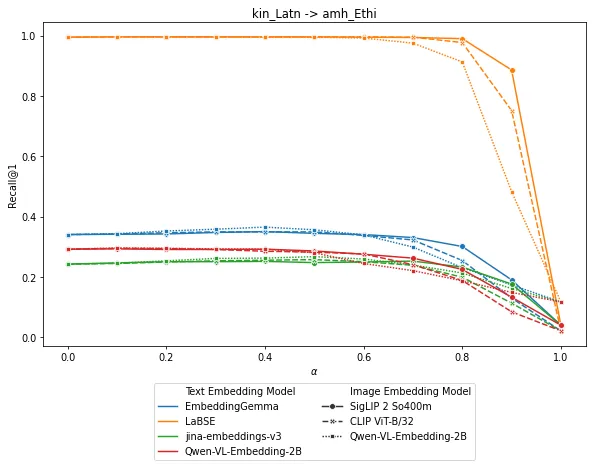 kin_Latn -> amh_Ethi
Recall@1
1.0
0.8
0.6
0.4
0.2
0.0
0.0 0.2 0.4 0.6 0.8 1.0
α
Text Embedding Model
EmbeddingGemma
LaBSE
jina-embeddings-v3
Qwen-VL-Embedding-2B
Image Embedding Model
SigLIP 2 So400m
CLIP ViT-B/32
Qwen-VL-Embedding-2B